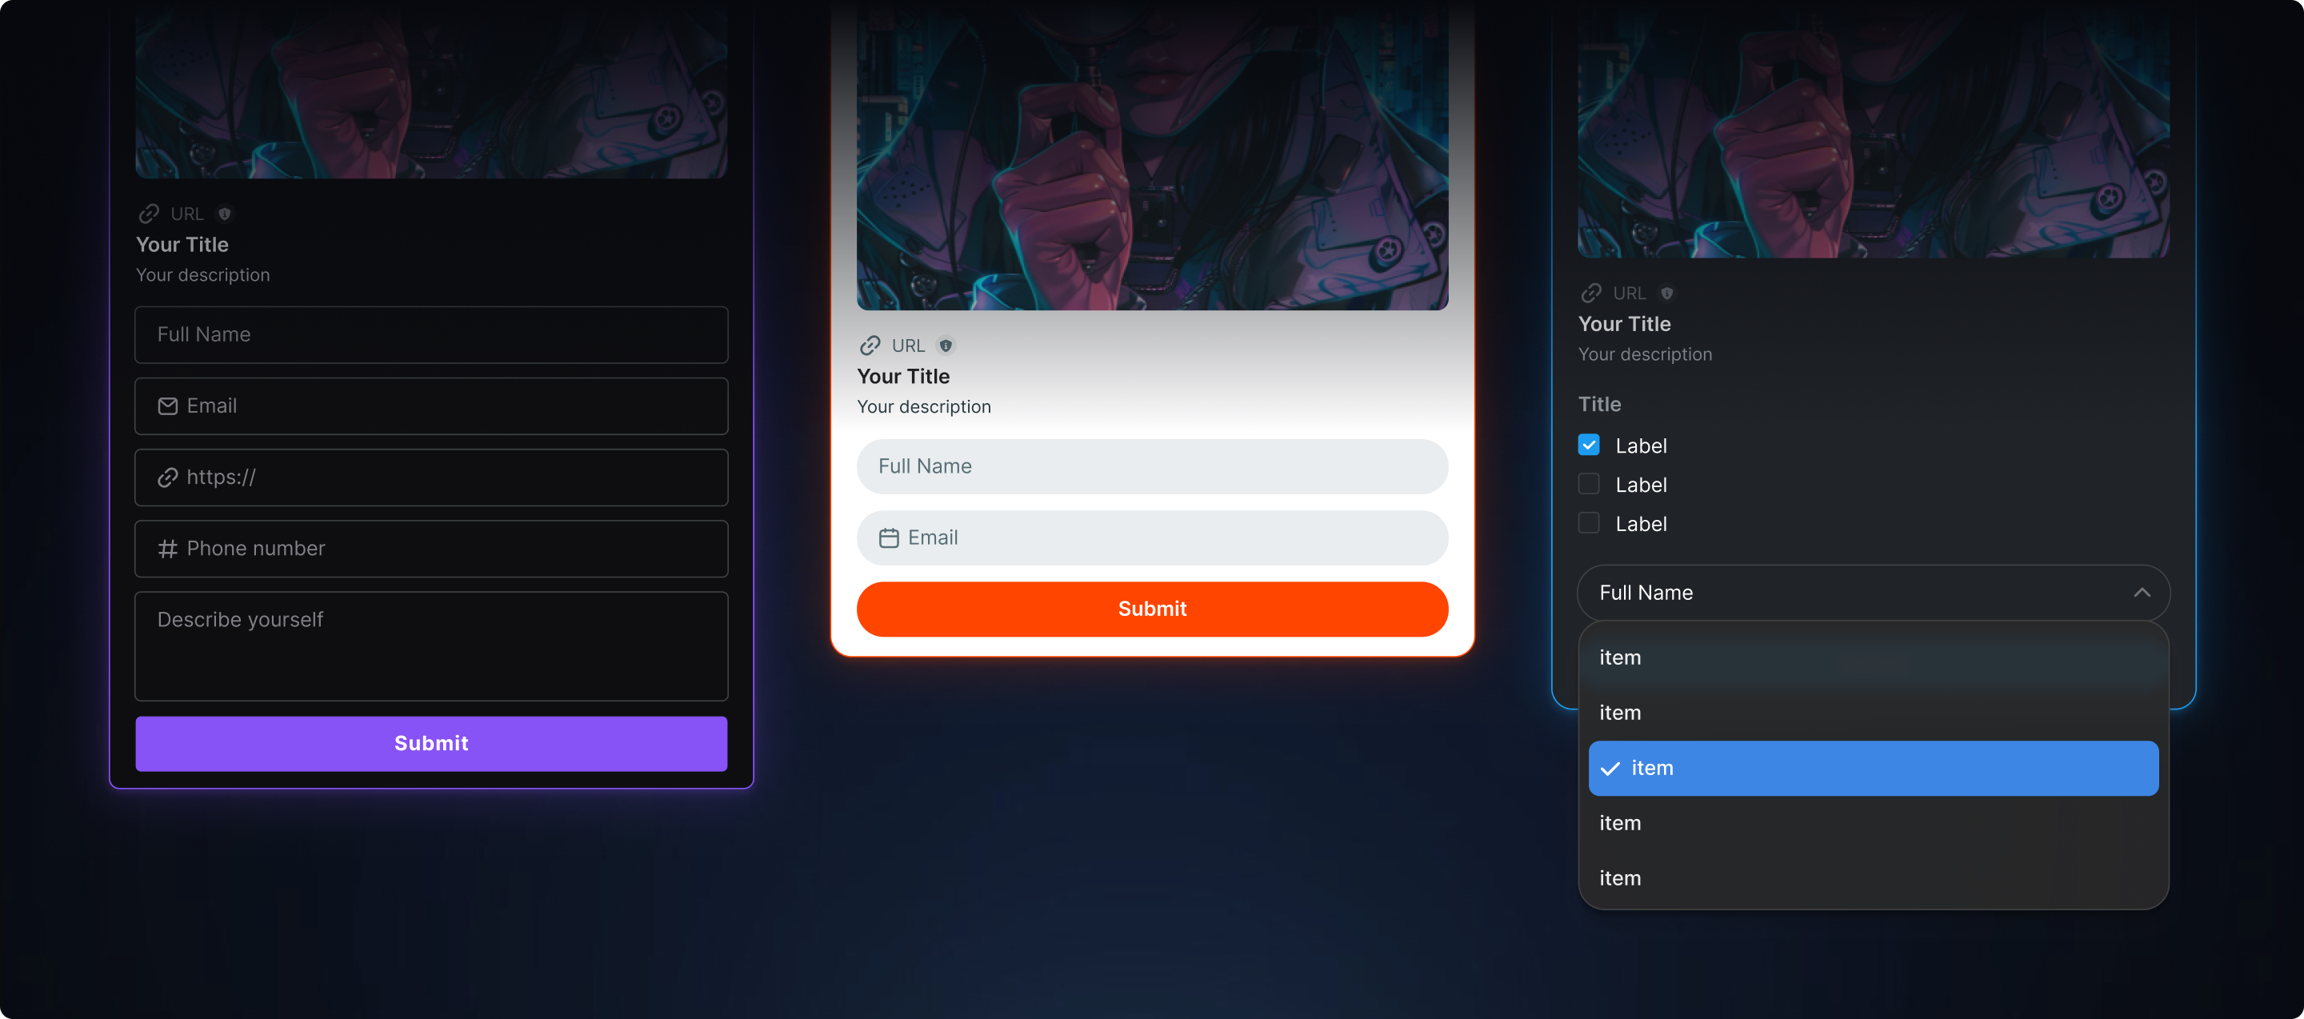 URL
Your Title
Your description
Full Name
Email
https://
Phone number
Describe yourself
Submit
URL
Your Title
Your description
Full Name
Email
Submit
URL
Your Title
Your description
Title
Label
Label
Label
Full Name
item
item
item
item
item